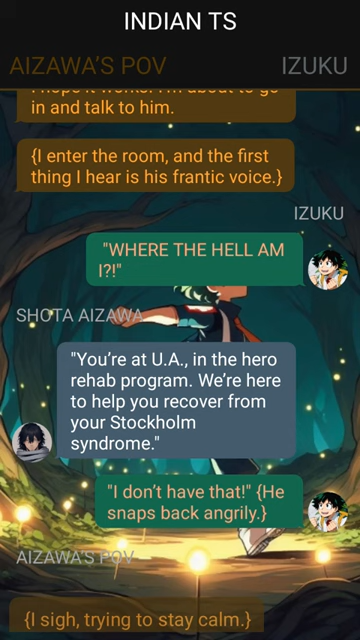 INDIAN TS
AIZAWA'S POV
IZUKU
in and talk to him.
{I enter the room, and the first
thing I hear is his frantic voice.}
IZUKU
"WHERE THE HELL AM
I?!"
SHOTA AIZAWA
"You're at U.A., in the hero
rehab program. We're here
to help you recover from
your Stockholm
syndrome."
"I don't have that!" {He
snaps back angrily.}
AIZAWA'S POV
{I sigh, trying to stay calm.}